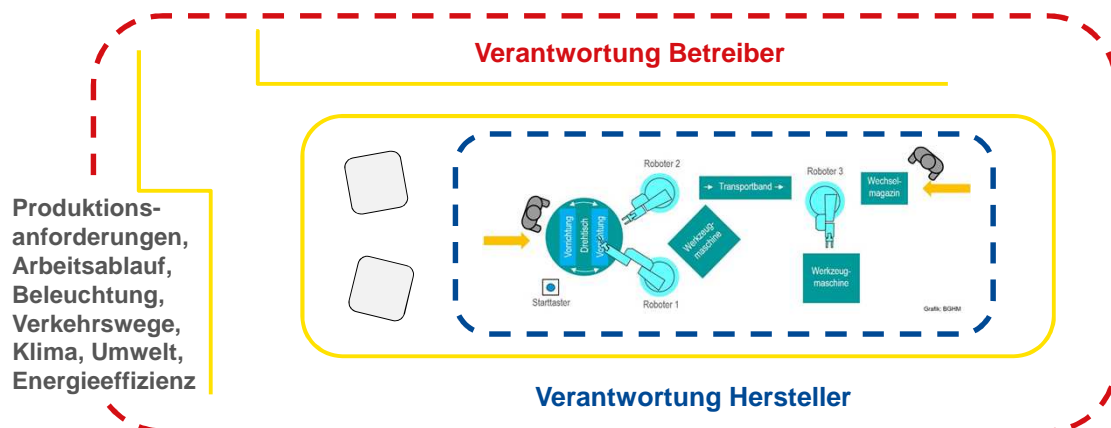 Verantwortung Betreiber
Produktions-
anforderungen,
Arbeitsablauf,
Beleuchtung,
Verkehrswege,
Klima, Umwelt,
Energieeffizienz
Roboter 2
Transportband
Roboter 3
Wechsel-
magazin
Vorrichtung
Drehtisch
Vorrichtung
Werkzeug-
maschine
Werkzeug-
maschine
Starttaster
Roboter 1
Grafik: BGHM
Verantwortung Hersteller